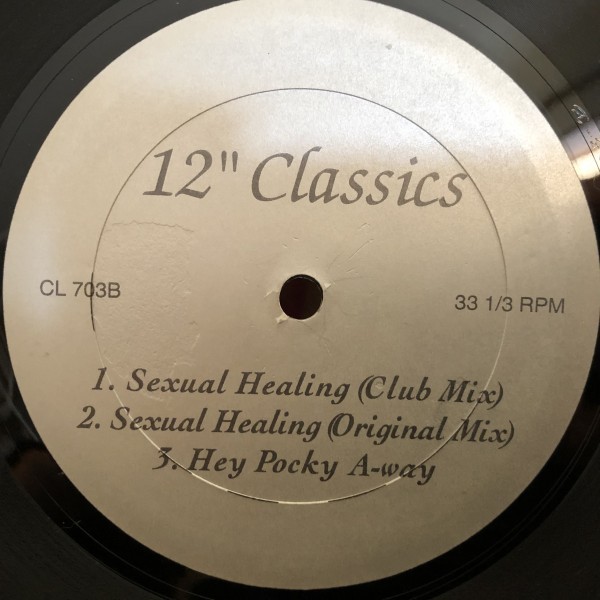 12" Classics
CL 703B
33 1/3 RPM
1. Sexual Healing (Club Mix)
2. Sexual Healing (Original Mix)
3. Hey Pocky A-way